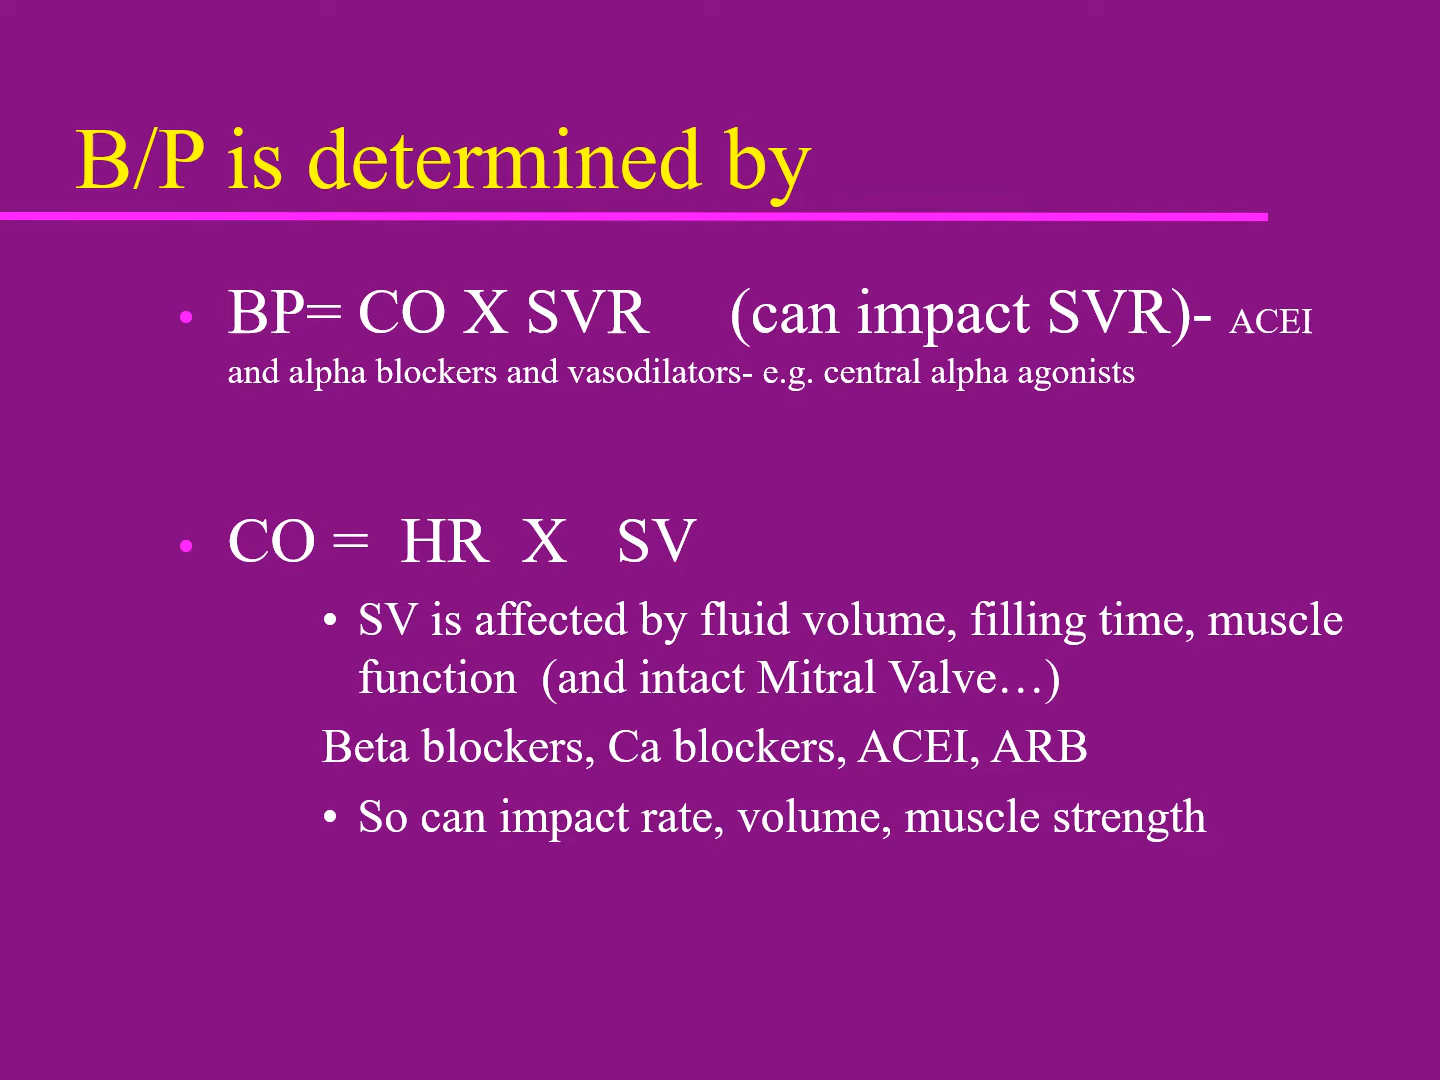 B/P is determined by
• BP= CO X SVR (can impact SVR)- ACEI
and alpha blockers and vasodilators- e.g. central alpha agonists
• CO = HR X SV
• SV is affected by fluid volume, filling time, muscle
function (and intact Mitral Valve…)
Beta blockers, Ca blockers, ACEI, ARB
• So can impact rate, volume, muscle strength